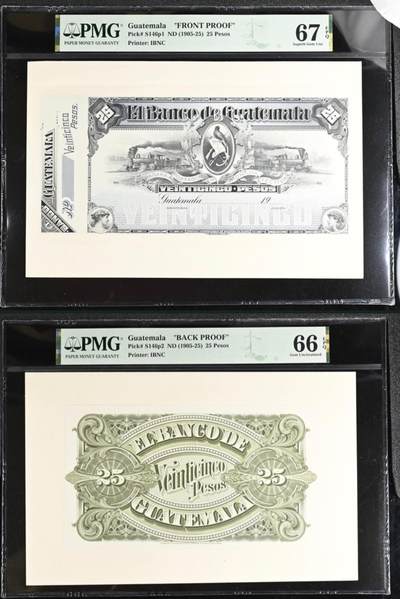 PMG
PAPER MONEY GUARANTY
Guatemala "FRONT PROOF"
Pick# S146p1 ND (1905-25) 25 Pesos
Printer: IBNC
67 EPQ
Superb Gem Unc
GUATEMALA
Veinticinco
Pesos.
25
25
El Banco de Guatemala
VEINTICINCO PESOS
Guatemala 19
VEINTICINCO
PMG
PAPER MONEY GUARANTY
Guatemala "BACK PROOF"
Pick# S146p2 ND (1905-25) 25 Pesos
Printer: IBNC
66 EPQ
Gem Uncirculated
EL BANCO DE
25
Veinticinco
Pesos
25
GUATEMALA